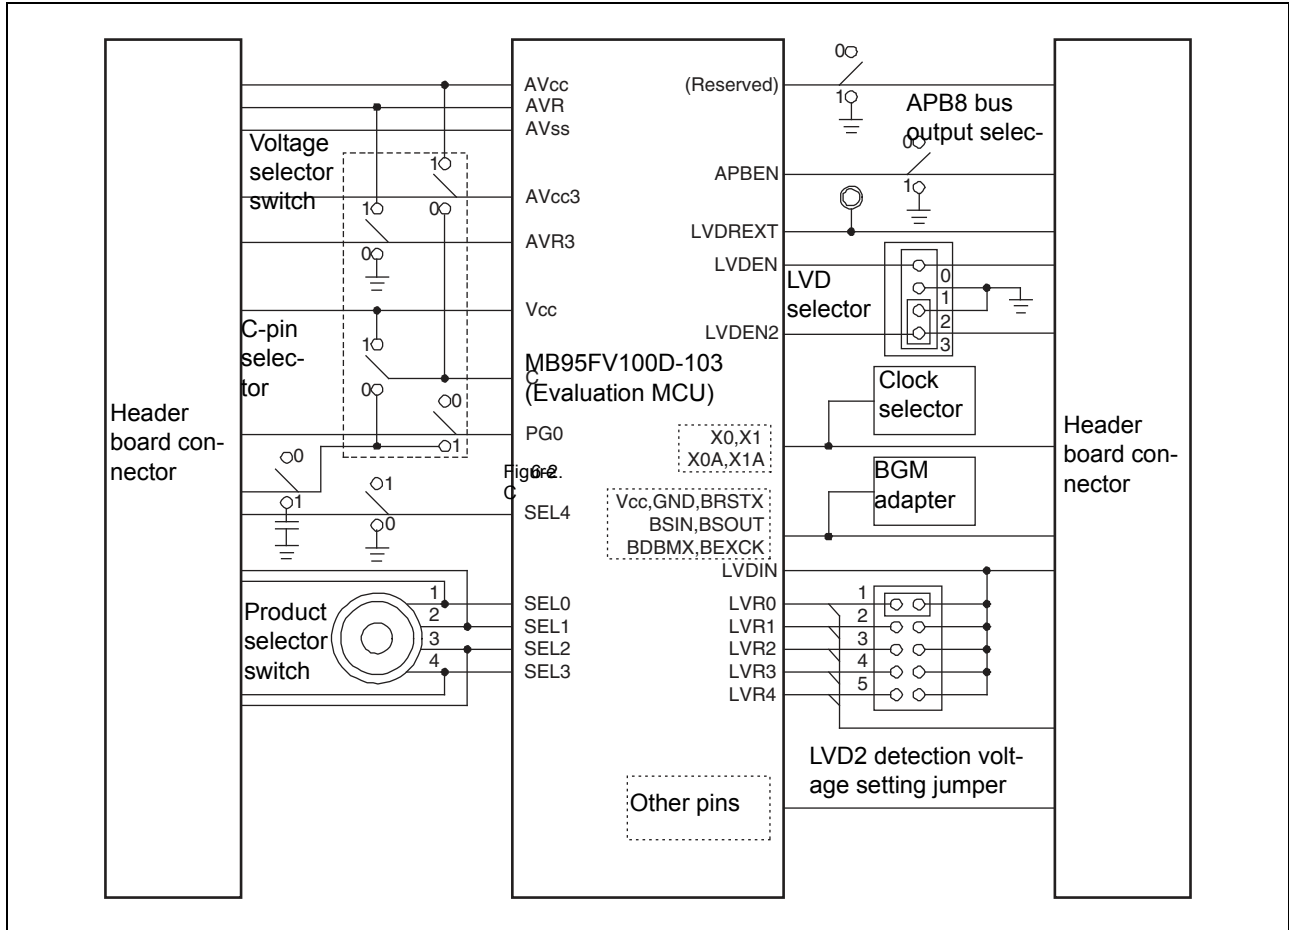 Header
board con-
nector
Voltage
selector
switch
1
0
1
0
C-pin
selec-
tor
1
0
0
1
0
1
1
0
Product
selector
switch
1
2
3
4
AVcc
AVR
AVss
AVcc3
AVR3
Vcc
MB95FV100D-103
C
(Evaluation MCU)
PG0
C
SEL4
SEL0
SEL1
SEL2
SEL3
(Reserved)
APBEN
LVDREXT
LVDEN
LVDEN2
X0,X1
X0A,X1A
Vcc,GND,BRSTX
BSIN,BSOUT
BDBMX,BEXCK
LVDIN
LVR0
LVR1
LVR2
LVR3
LVR4
Other pins
0
1
APB8 bus
output selec-
0
1
LVD
selector
0
1
2
3
Clock
selector
BGM
adapter
1
2
3
4
5
LVD2 detection volt-
age setting jumper
Header
board con-
nector